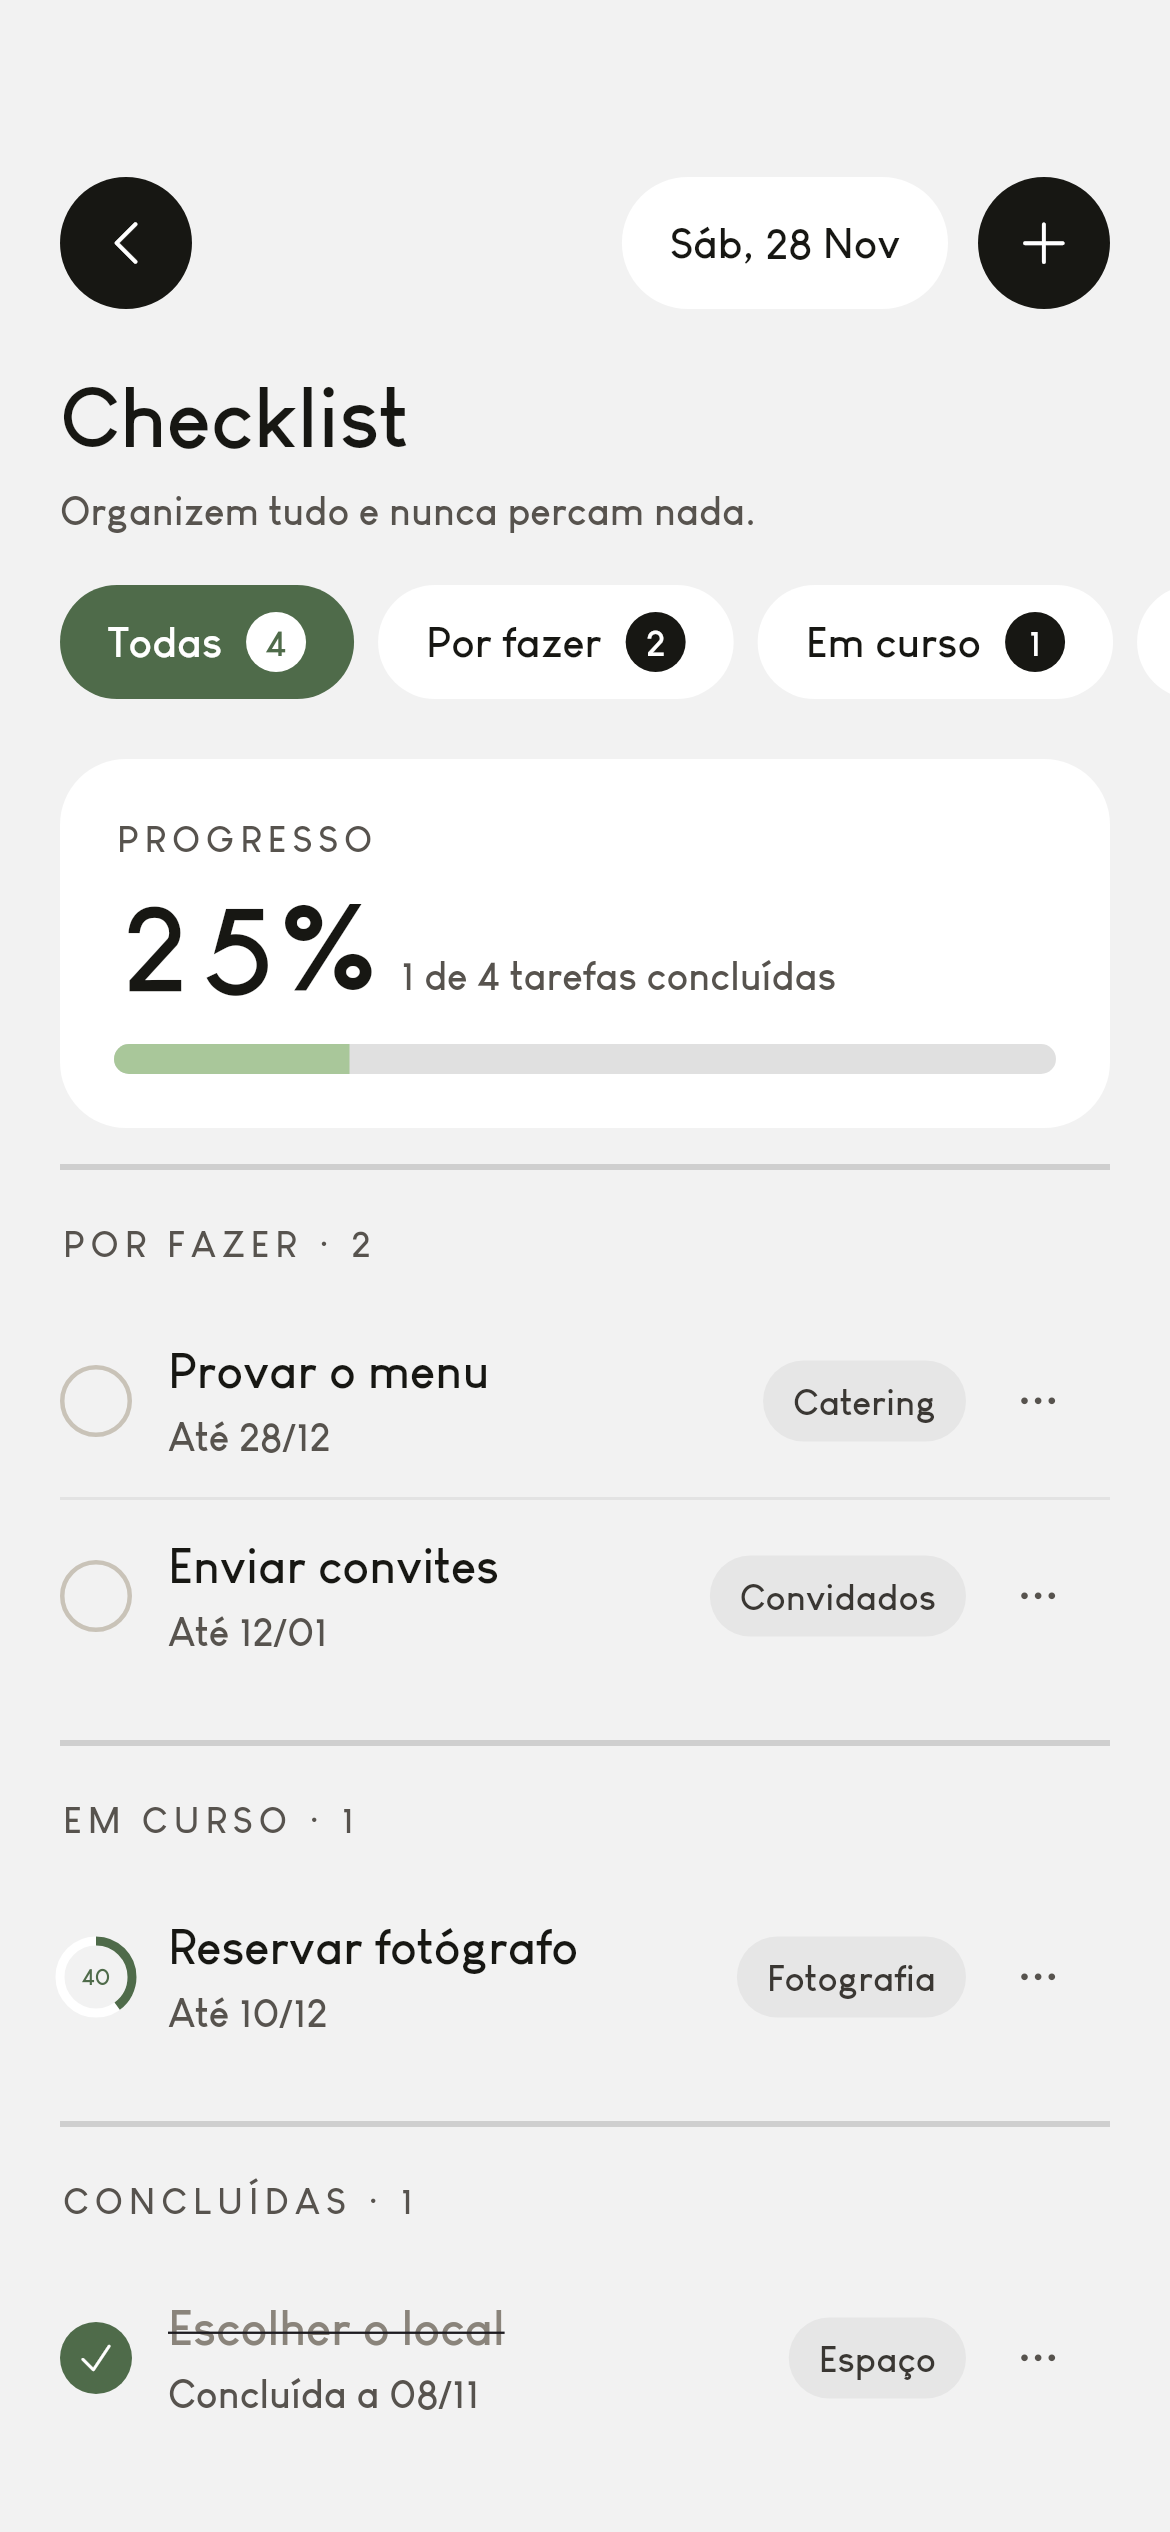 Sáb, 28 Nov
Checklist
Organizem tudo e nunca percam nada.
Todas 4 Por fazer 2 Em curso 1
PROGRESSO
25% 1 de 4 tarefas concluídas
POR FAZER · 2
Provar o menu
Até 28/12
Catering
Enviar convites
Até 12/01
Convidados
EM CURSO · 1
40
Reservar fotógrafo
Até 10/12
Fotografia
CONCLUÍDAS · 1
Escolher o local
Concluída a 08/11
Espaço